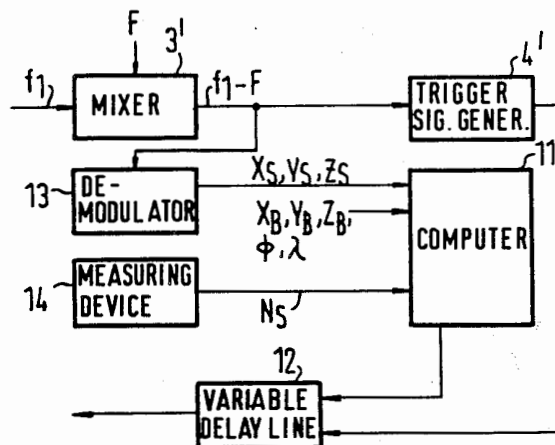 F
3'
4'
f1
MIXER
f1-F
TRIGGER
SIG. GENER.
11
13
DE-
MODULATOR
XS, YS, ZS
XB, YB, ZB,
ϕ, λ
COMPUTER
14
MEASURING
DEVICE
NS
12
VARIABLE
DELAY LINE